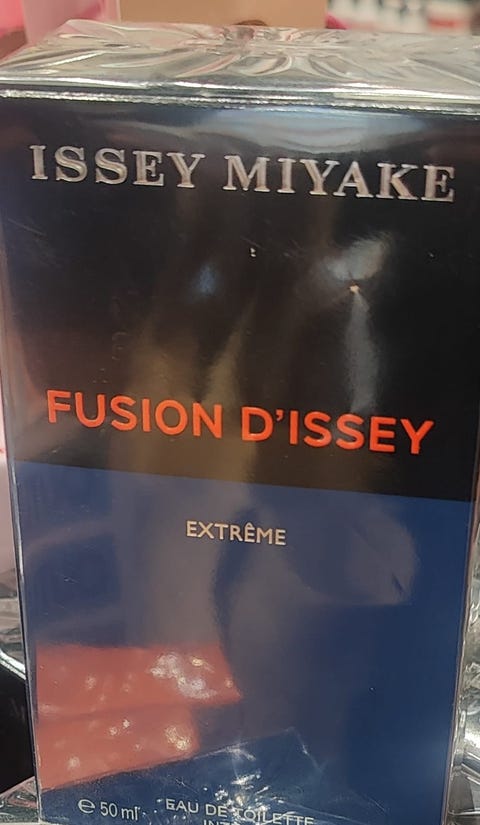 ISSEY MIYAKE
FUSION D'ISSEY
EXTRÊME
℮ 50 ml
EAU DE TOILETTE